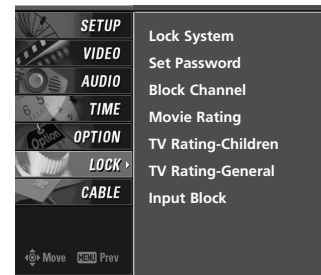 SETUP
VIDEO
AUDIO
TIME
OPTION
LOCK
CABLE
Move MENU Prev
Lock System
Set Password
Block Channel
Movie Rating
TV Rating-Children
TV Rating-General
Input Block